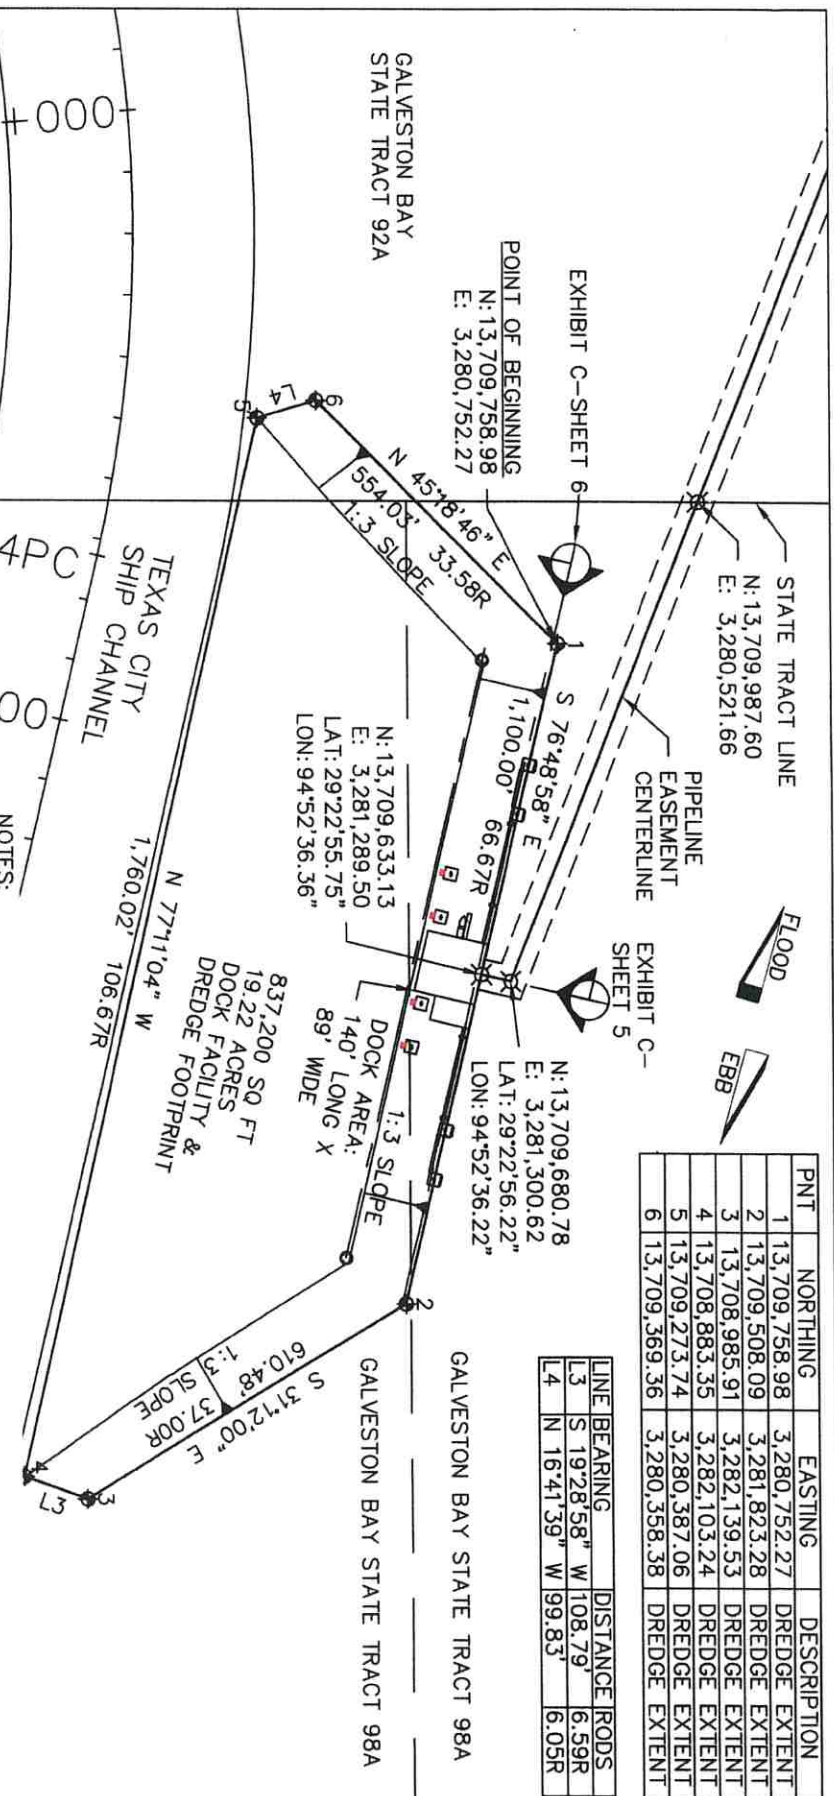 GALVESTON BAY
STATE TRACT 92A
EXHIBIT C-SHEET 6
POINT OF BEGINNING
N:13,709,758.98
E: 3,280,752.27
STATE TRACT LINE
N:13,709,987.60
E: 3,280,521.66
PIPELINE
EASEMENT
CENTERLINE
EXHIBIT C-
SHEET 5
FLOOD
EBB
PNT NORTHING EASTING DESCRIPTION
1 13,709,758.98 3,280,752.27 DREDGE EXTENT
2 13,709,508.09 3,281,823.28 DREDGE EXTENT
3 13,708,985.91 3,282,139.53 DREDGE EXTENT
4 13,708,883.35 3,282,103.24 DREDGE EXTENT
5 13,709,273.74 3,280,387.06 DREDGE EXTENT
6 13,709,369.36 3,280,358.38 DREDGE EXTENT
LINE BEARING DISTANCE RODS
L3 S 19°28'58" W 108.79' 6.59R
L4 N 16°41'39" W 99.83' 6.05R
1
S 76°48'58" E
1,100.00' 66.67R
N 45°18'46" E
554.03' 33.58R
1:3 SLOPE
6
L4
5
N:13,709,633.13
E: 3,281,289.50
LAT: 29°22'55.75"
LON: 94°52'36.36"
N:13,709,680.78
E: 3,281,300.62
LAT: 29°22'56.22"
LON: 94°52'36.22"
DOCK AREA:
140' LONG X
89' WIDE
1:3 SLOPE
2
GALVESTON BAY STATE TRACT 98A
GALVESTON BAY STATE TRACT 98A
S 31°12'00" E
610.48' 37.00R
1:3
SLOPE
3
L3
4
837,200 SQ FT
19.22 ACRES
DOCK FACILITY &
DREDGE FOOTPRINT
N 77°11'04" W
1,760.02' 106.67R
TEXAS CITY
SHIP CHANNEL
+000
4PC
00
NOTES: